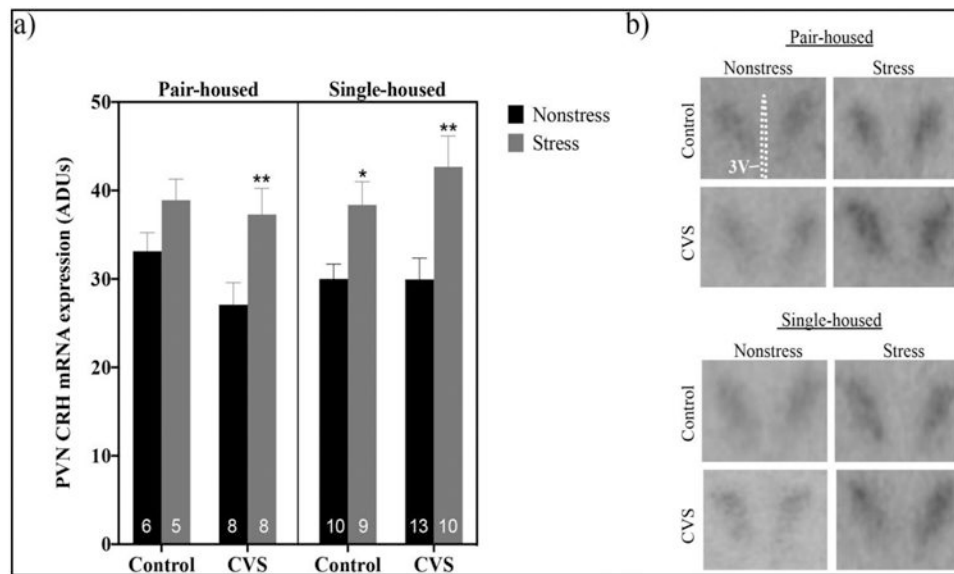 a)
Pair-housed Single-housed
Nonstress
Stress
PVN CRH mRNA expression (ADUs)
50
40
30
20
10
0
** * **
6 5 8 8 10 9 13 10
Control CVS Control CVS
b)
Pair-housed
Nonstress Stress
Control
3V
CVS
Single-housed
Nonstress Stress
Control
CVS